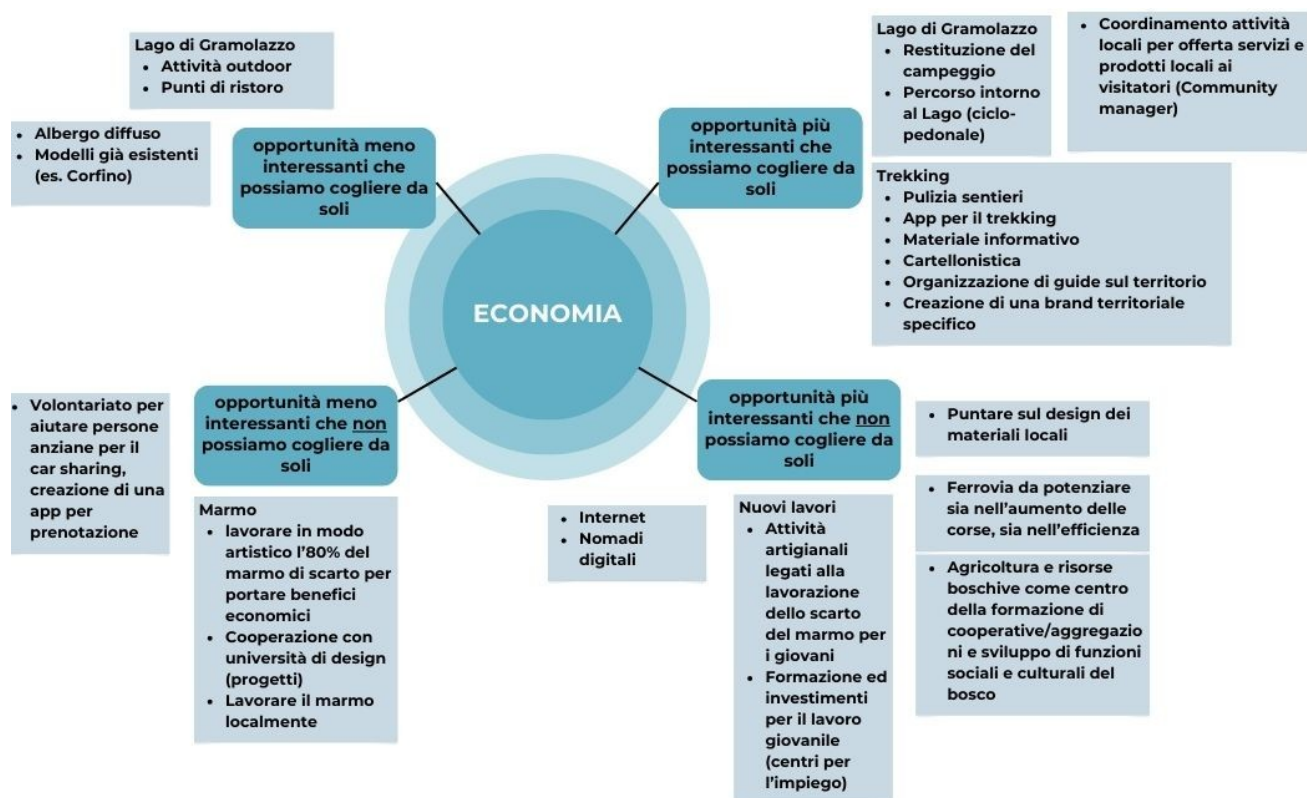 Lago di Gramolazzo
• Attività outdoor
• Punti di ristoro
• Albergo diffuso
• Modelli già esistenti
(es. Corfino)
opportunità meno
interessanti che
possiamo cogliere da
soli
opportunità più
interessanti che
possiamo cogliere da
soli
Lago di Gramolazzo
• Restituzione del
campeggio
• Percorso intorno
al Lago (ciclo-
pedonale)
• Coordinamento attività
locali per offerta servizi e
prodotti locali ai
visitatori (Community
manager)
Trekking
• Pulizia sentieri
• App per il trekking
• Materiale informativo
• Cartellonistica
• Organizzazione di guide sul territorio
• Creazione di una brand territoriale
specifico
ECONOMIA
• Volontariato per
aiutare persone
anziane per il
car sharing,
creazione di una
app per
prenotazione
opportunità meno
interessanti che non
possiamo cogliere da
soli
Marmo
• lavorare in modo
artistico l'80% del
marmo di scarto per
portare benefici
economici
• Cooperazione con
università di design
(progetti)
• Lavorare il marmo
localmente
opportunità più
interessanti che non
possiamo cogliere da
soli
• Internet
• Nomadi
digitali
Nuovi lavori
• Attività
artigianali
legati alla
lavorazione
dello scarto
del marmo per
i giovani
• Formazione ed
investimenti
per il lavoro
giovanile
(centri per
l'impiego)
• Puntare sul design dei
materiali locali
• Ferrovia da potenziare
sia nell'aumento delle
corse, sia nell'efficienza
• Agricoltura e risorse
boschive come centro
della formazione di
cooperative/aggregazio
ni e sviluppo di funzioni
sociali e culturali del
bosco